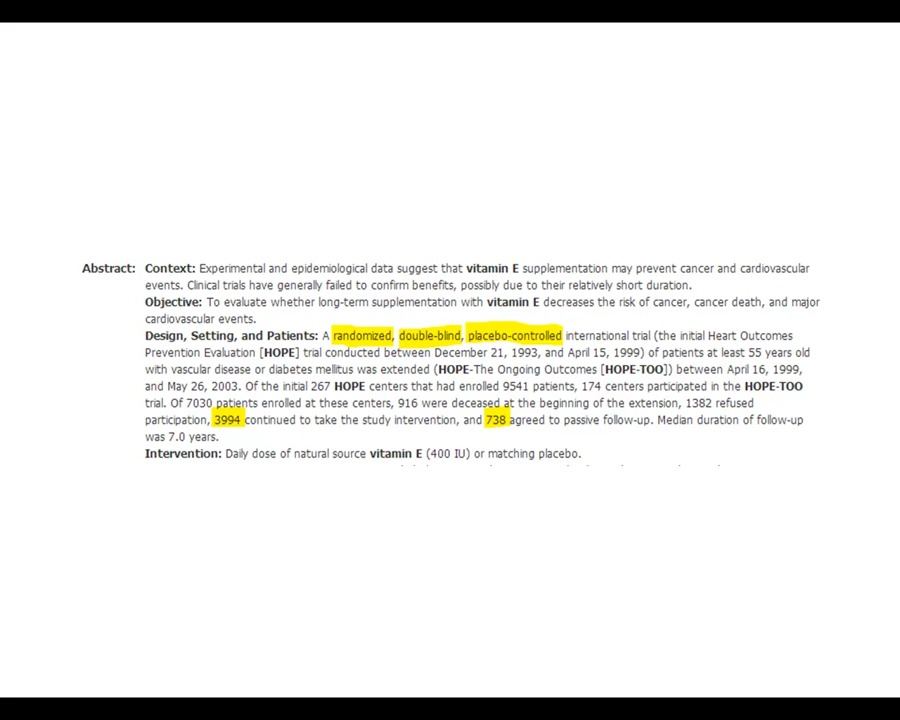 Abstract: Context: Experimental and epidemiological data suggest that vitamin E supplementation may prevent cancer and cardiovascular
events. Clinical trials have generally failed to confirm benefits, possibly due to their relatively short duration.
Objective: To evaluate whether long-term supplementation with vitamin E decreases the risk of cancer, cancer death, and major
cardiovascular events.
Design, Setting, and Patients: A randomized, double-blind, placebo-controlled international trial (the initial Heart Outcomes
Prevention Evaluation [HOPE] trial conducted between December 21, 1993, and April 15, 1999) of patients at least 55 years old
with vascular disease or diabetes mellitus was extended (HOPE-The Ongoing Outcomes [HOPE-TOO]) between April 16, 1999,
and May 26, 2003. Of the initial 267 HOPE centers that had enrolled 9541 patients, 174 centers participated in the HOPE-TOO
trial. Of 7030 patients enrolled at these centers, 916 were deceased at the beginning of the extension, 1382 refused
participation, 3994 continued to take the study intervention, and 738 agreed to passive follow-up. Median duration of follow-up
was 7.0 years.
Intervention: Daily dose of natural source vitamin E (400 IU) or matching placebo.